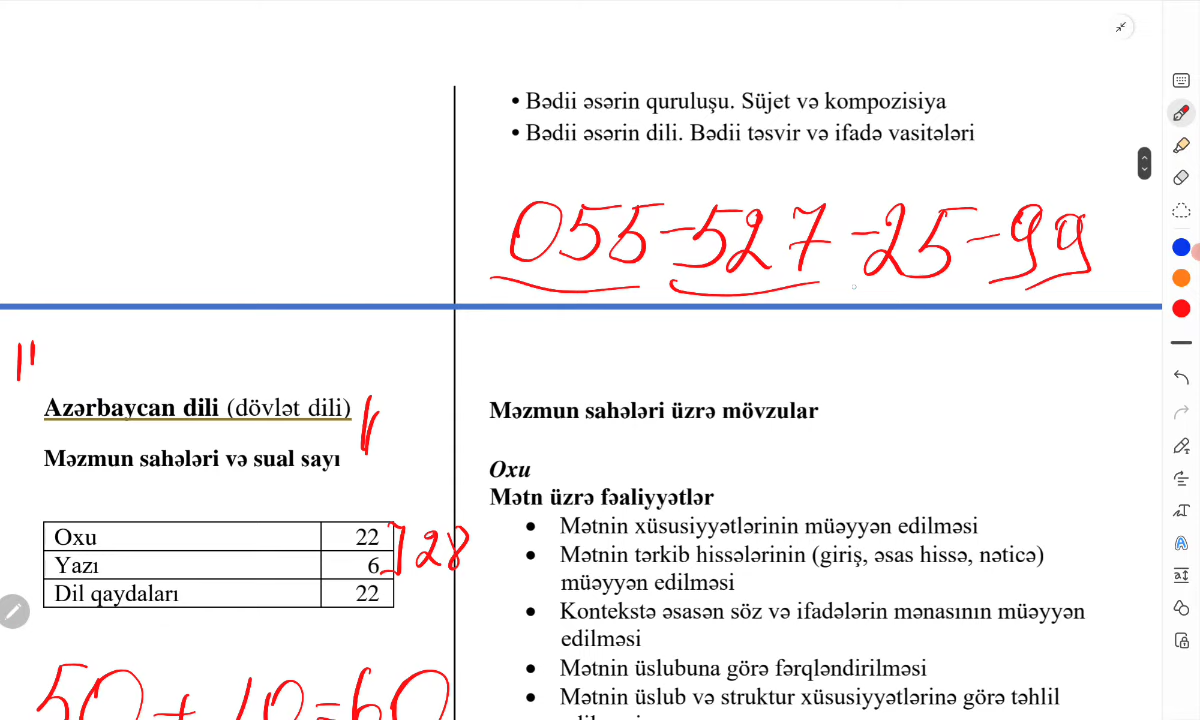 • Bədii əsərin quruluşu. Süjet və kompozisiya
• Bədii əsərin dili. Bədii təsvir və ifadə vasitələri
055-527-25-99
11
Azərbaycan dili (dövlət dili)
Məzmun sahələri və sual sayı
Oxu 22
Yazı 6
28
Dil qaydaları 22
50+10=60
Məzmun sahələri üzrə mövzular
Oxu
Mətn üzrə fəaliyyətlər
• Mətnin xüsusiyyətlərinin müəyyən edilməsi
• Mətnin tərkib hissələrinin (giriş, əsas hissə, nəticə)
müəyyən edilməsi
• Kontekstə əsasən söz və ifadələrin mənasının müəyyən
edilməsi
• Mətnin üslubuna görə fərqləndirilməsi
• Mətnin üslub və struktur xüsusiyyətlərinə görə təhlil